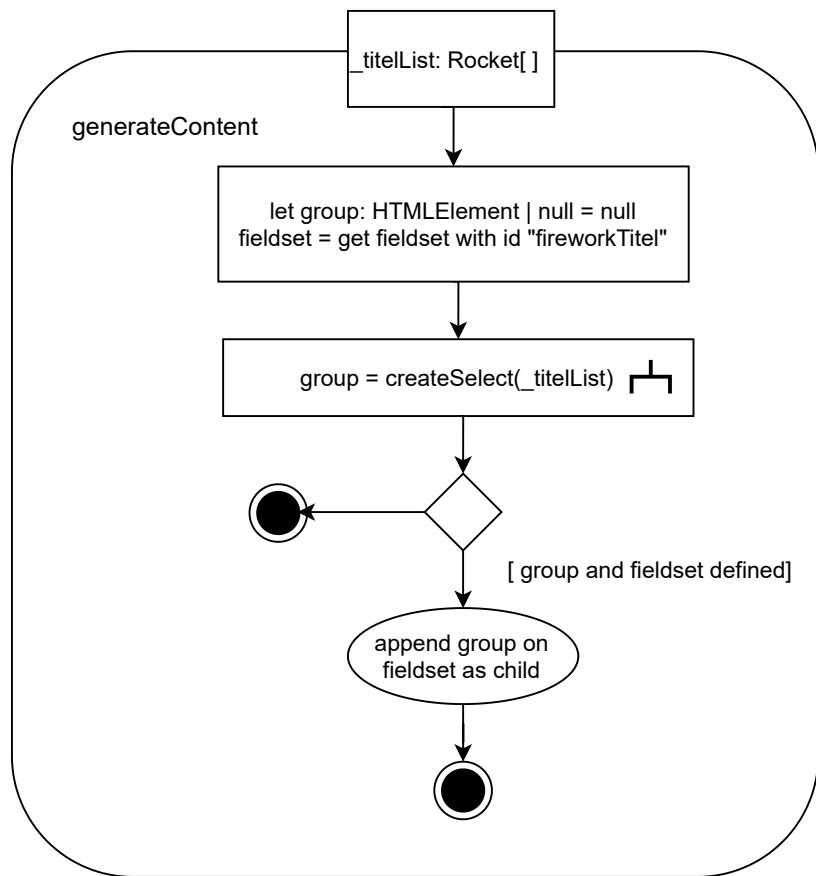 _titelList: Rocket[ ]
generateContent
let group: HTMLElement | null = null
fieldset = get fieldset with id "fireworkTitel"
group = createSelect(_titelList)
[ group and fieldset defined]
append group on
fieldset as child